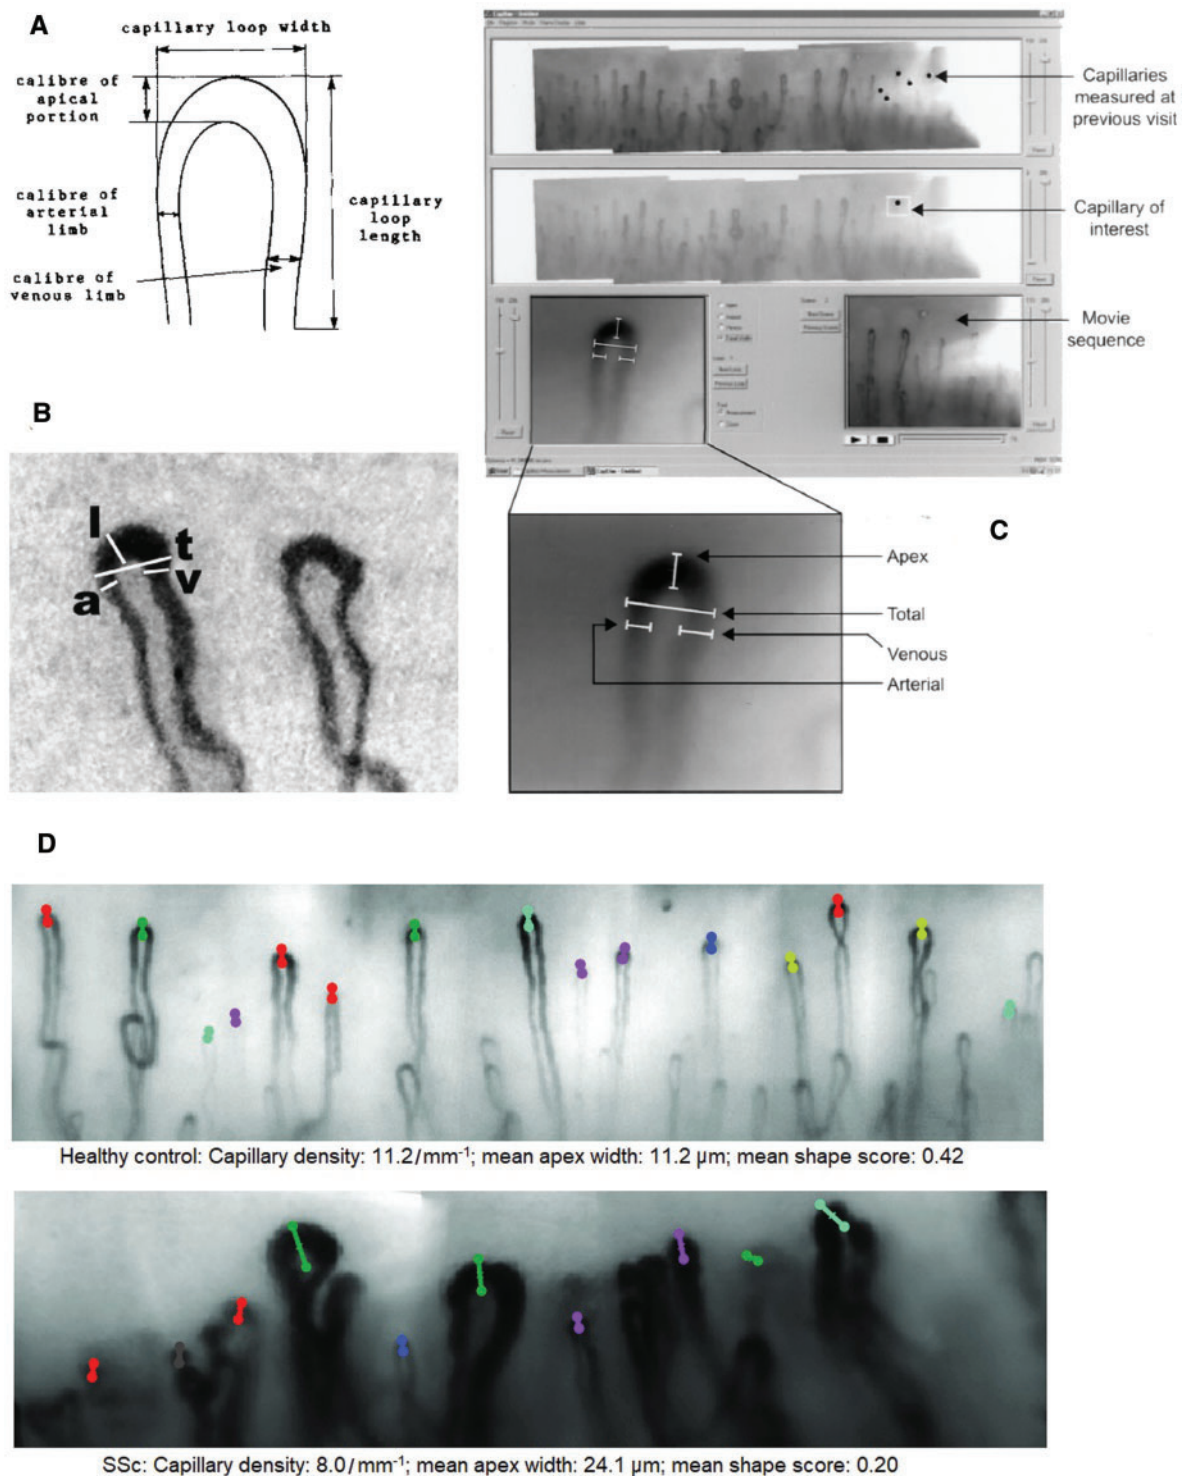 A
capillary loop width
calibre of
apical
portion
calibre of
arterial
limb
capillary
loop
length
calibre of
venous limb
Capillaries
measured at
previous visit
Capillary of
interest
Movie
sequence
B
l
t
a
v
C
Apex
Total
Venous
Arterial
D
Healthy control: Capillary density: 11.2/mm⁻¹; mean apex width: 11.2 µm; mean shape score: 0.42
SSc: Capillary density: 8.0/mm⁻¹; mean apex width: 24.1 µm; mean shape score: 0.20